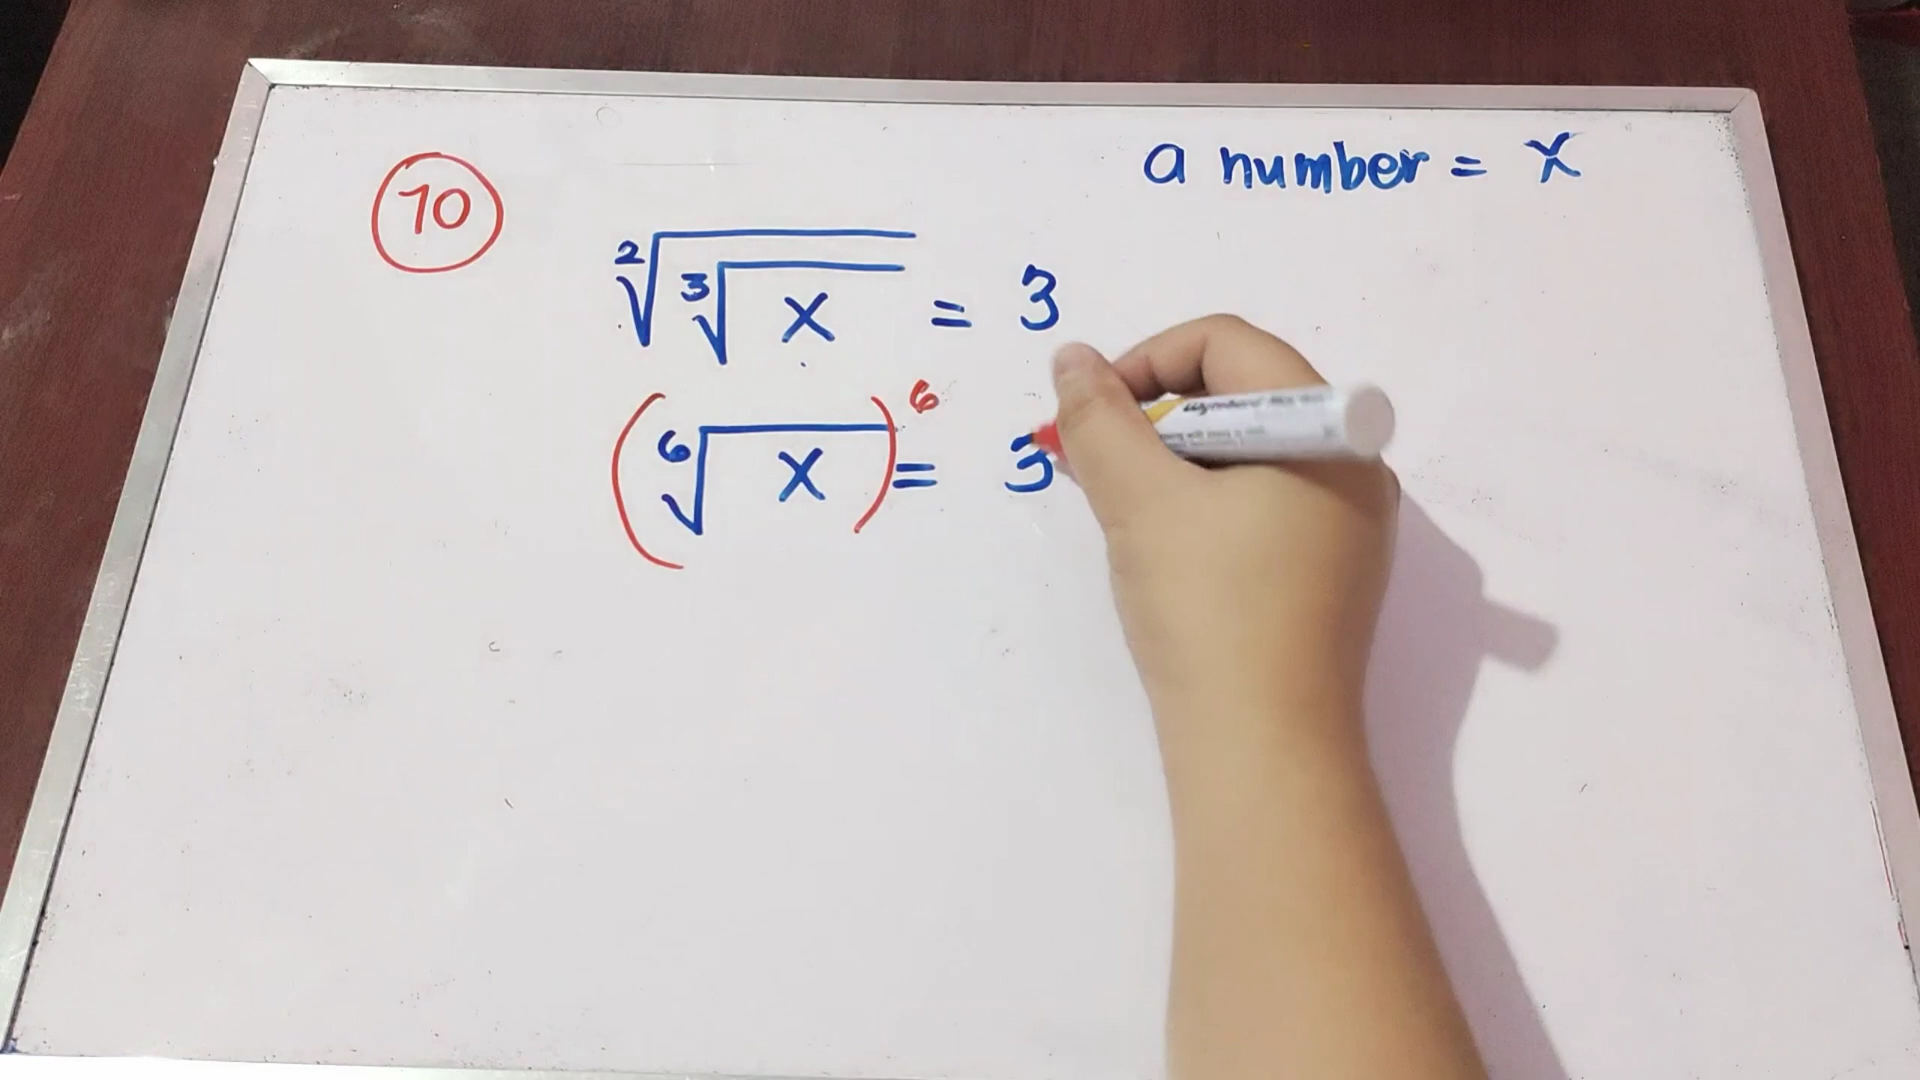 a number = x
70
²√³√x = 3
(⁶√x)⁶ = 3